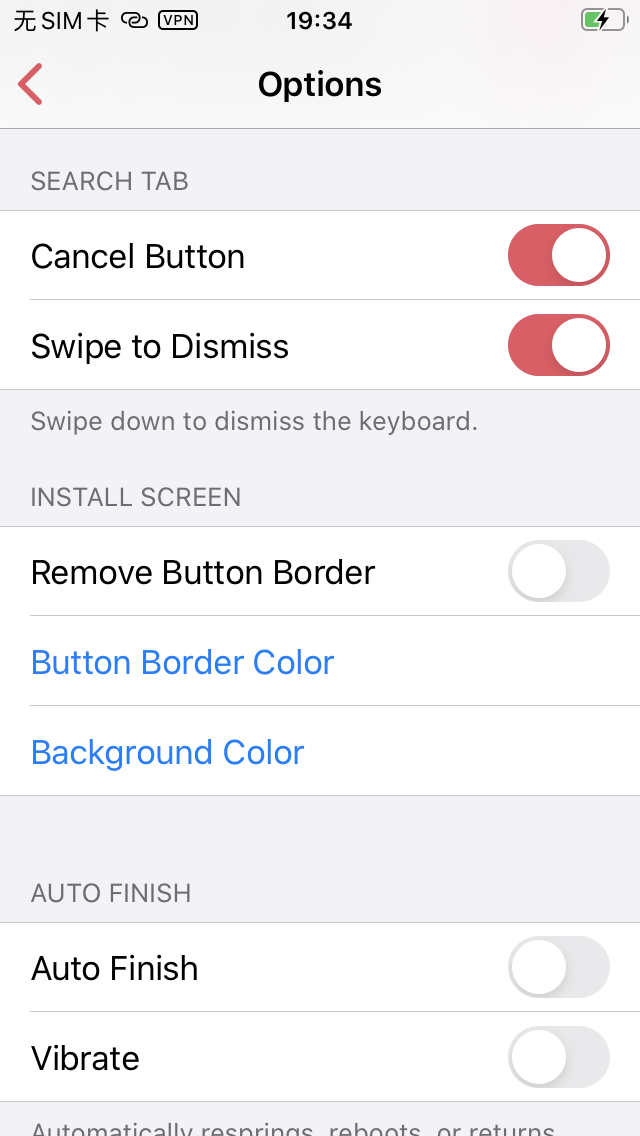 无SIM卡 VPN 19:34
Options
SEARCH TAB
Cancel Button
Swipe to Dismiss
Swipe down to dismiss the keyboard.
INSTALL SCREEN
Remove Button Border
Button Border Color
Background Color
AUTO FINISH
Auto Finish
Vibrate
Automatically resprings, reboots, or returns